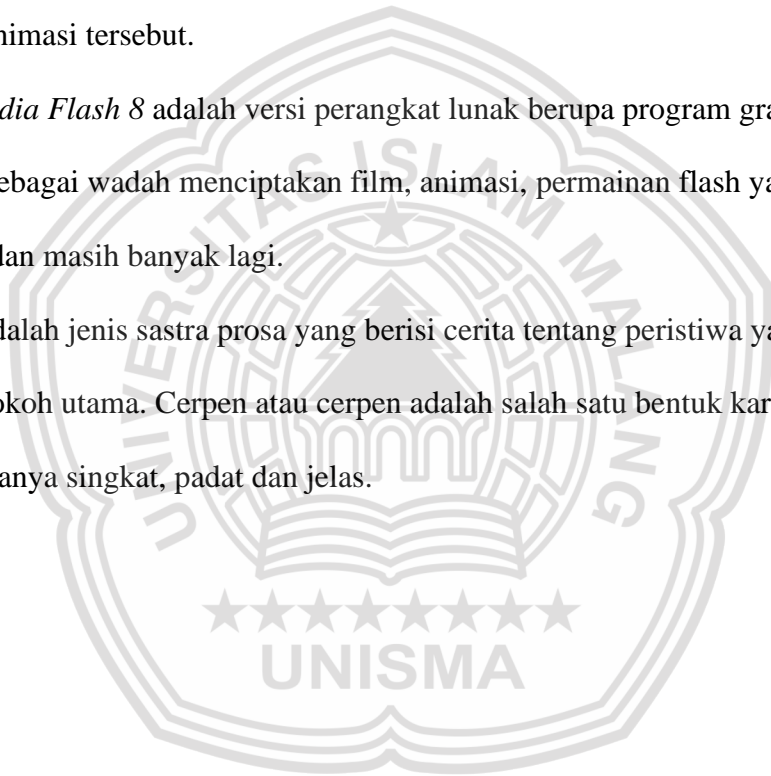 nimasi tersebut.
dia Flash 8 adalah versi perangkat lunak berupa program gra
ebagai wadah menciptakan film, animasi, permainan flash ya
dan masih banyak lagi.
dalah jenis sastra prosa yang berisi cerita tentang peristiwa ya
okoh utama. Cerpen atau cerpen adalah salah satu bentuk kar
anya singkat, padat dan jelas.
UNIVERSITAS ISLAM MALANG
UNISMA